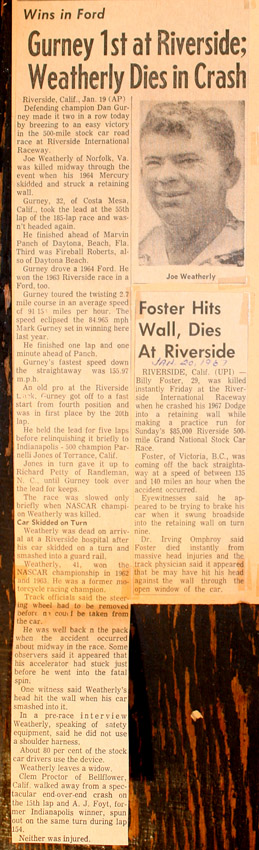 Wins in Ford
Gurney 1st at Riverside;
Weatherly Dies in Crash
Riverside, Calif., Jan. 19 (AP)
Defending champion Dan Gur-
ney made it two in a row today
by breezing to an easy victory
in the 500-mile stock car road
race at Riverside International
Raceway.
Joe Weatherly of Norfolk, Va.
was killed midway through the
event when his 1964 Mercury
skidded and struck a retaining
wall.
Gurney, 32, of Costa Mesa,
Calif., took the lead at the 55th
lap of the 185-lap race and was-
n't headed again.
He finished ahead of Marvin
Panch of Daytona, Beach, Fla.
Third was Fireball Roberts, al-
so of Daytona Beach.
Gurney drove a 1964 Ford. He
won the 1963 Riverside race in a
Ford, too.
Gurney toured the twisting 2.7
mile course in an average speed
of 91.15 miles per hour. The
speed eclipsed the 84.965 mph
Mark Gurney set in winning here
last year.
He finished one lap and one
minute ahead of Panch.
Gurney's fastest speed down
the straightaway was 155.97
m.p.h.
An old pro at the Riverside
Gurney got off to a fast
start from fourth position and
was in first place by the 20th
lap.
He held the lead for five laps
before relinquishing it briefly to
Indianapolis - 500 champion Par-
nelli Jones of Torrance, Calif.
Jones in turn gave it up to
Richard Petty of Randleman,
N. C., until Gurney took over
the lead for keeps.
The race was slowed only
briefly when NASCAR champi-
on Weatherly was killed.
Car Skidded on Turn
Weatherly was dead on arriv-
al at a Riverside hospital after
his car skidded on a turn and
smashed into a guard rail.
Weatherly, 41, won the
NASCAR championship in 1962
and 1963. He was a former mo-
torcycle racing champion.
Track officials said the steer-
ing wheel had to be removed
before he could be taken from
the car.
He was well back in the pack
when the accident occurred
about midway in the race. Some
observers said it appeared that
his accelerator had stuck just
before he went into the fatal
spin.
One witness said Weatherly's
head hit the wall when his car
smashed into it.
In a pre-race interview
Weatherly, speaking of safety
equipment, said he did not use
a shoulder harness.
About 80 per cent of the stock
car drivers use the device.
Weatherly leaves a widow.
Clem Proctor of Bellflower,
Calif. walked away from a spec-
tacular end-over-end crash on
the 15th lap and A. J. Foyt, for-
mer Indianapolis winner, spun
out on the same turn during lap
154.
Neither was injured.
Joe Weatherly
Foster Hits
Wall, Dies
At Riverside
JAN. 20, 1967
RIVERSIDE, CALIF. (UPI) —
Billy Foster, 29, was killed
instantly Friday at the River-
side International Raceway
when he crashed his 1967 Dodge
into a retaining wall while
making a practice run for
Sunday's $85,000 Riverside 500-
mile Grand National Stock Car
Race.
Foster, of Victoria, B.C., was
coming off the back straighta-
way at a speed of between 135
and 140 miles an hour when the
accident occurred.
Eyewitnesses said he ap-
peared to be trying to brake his
car when it swung broadside
into the retaining wall on turn
nine.
Dr. Irving Omphroy said
Foster died instantly from
massive head injuries and the
track physician said it appeared
that he may have hit his head
against the wall through the
open window of the car.